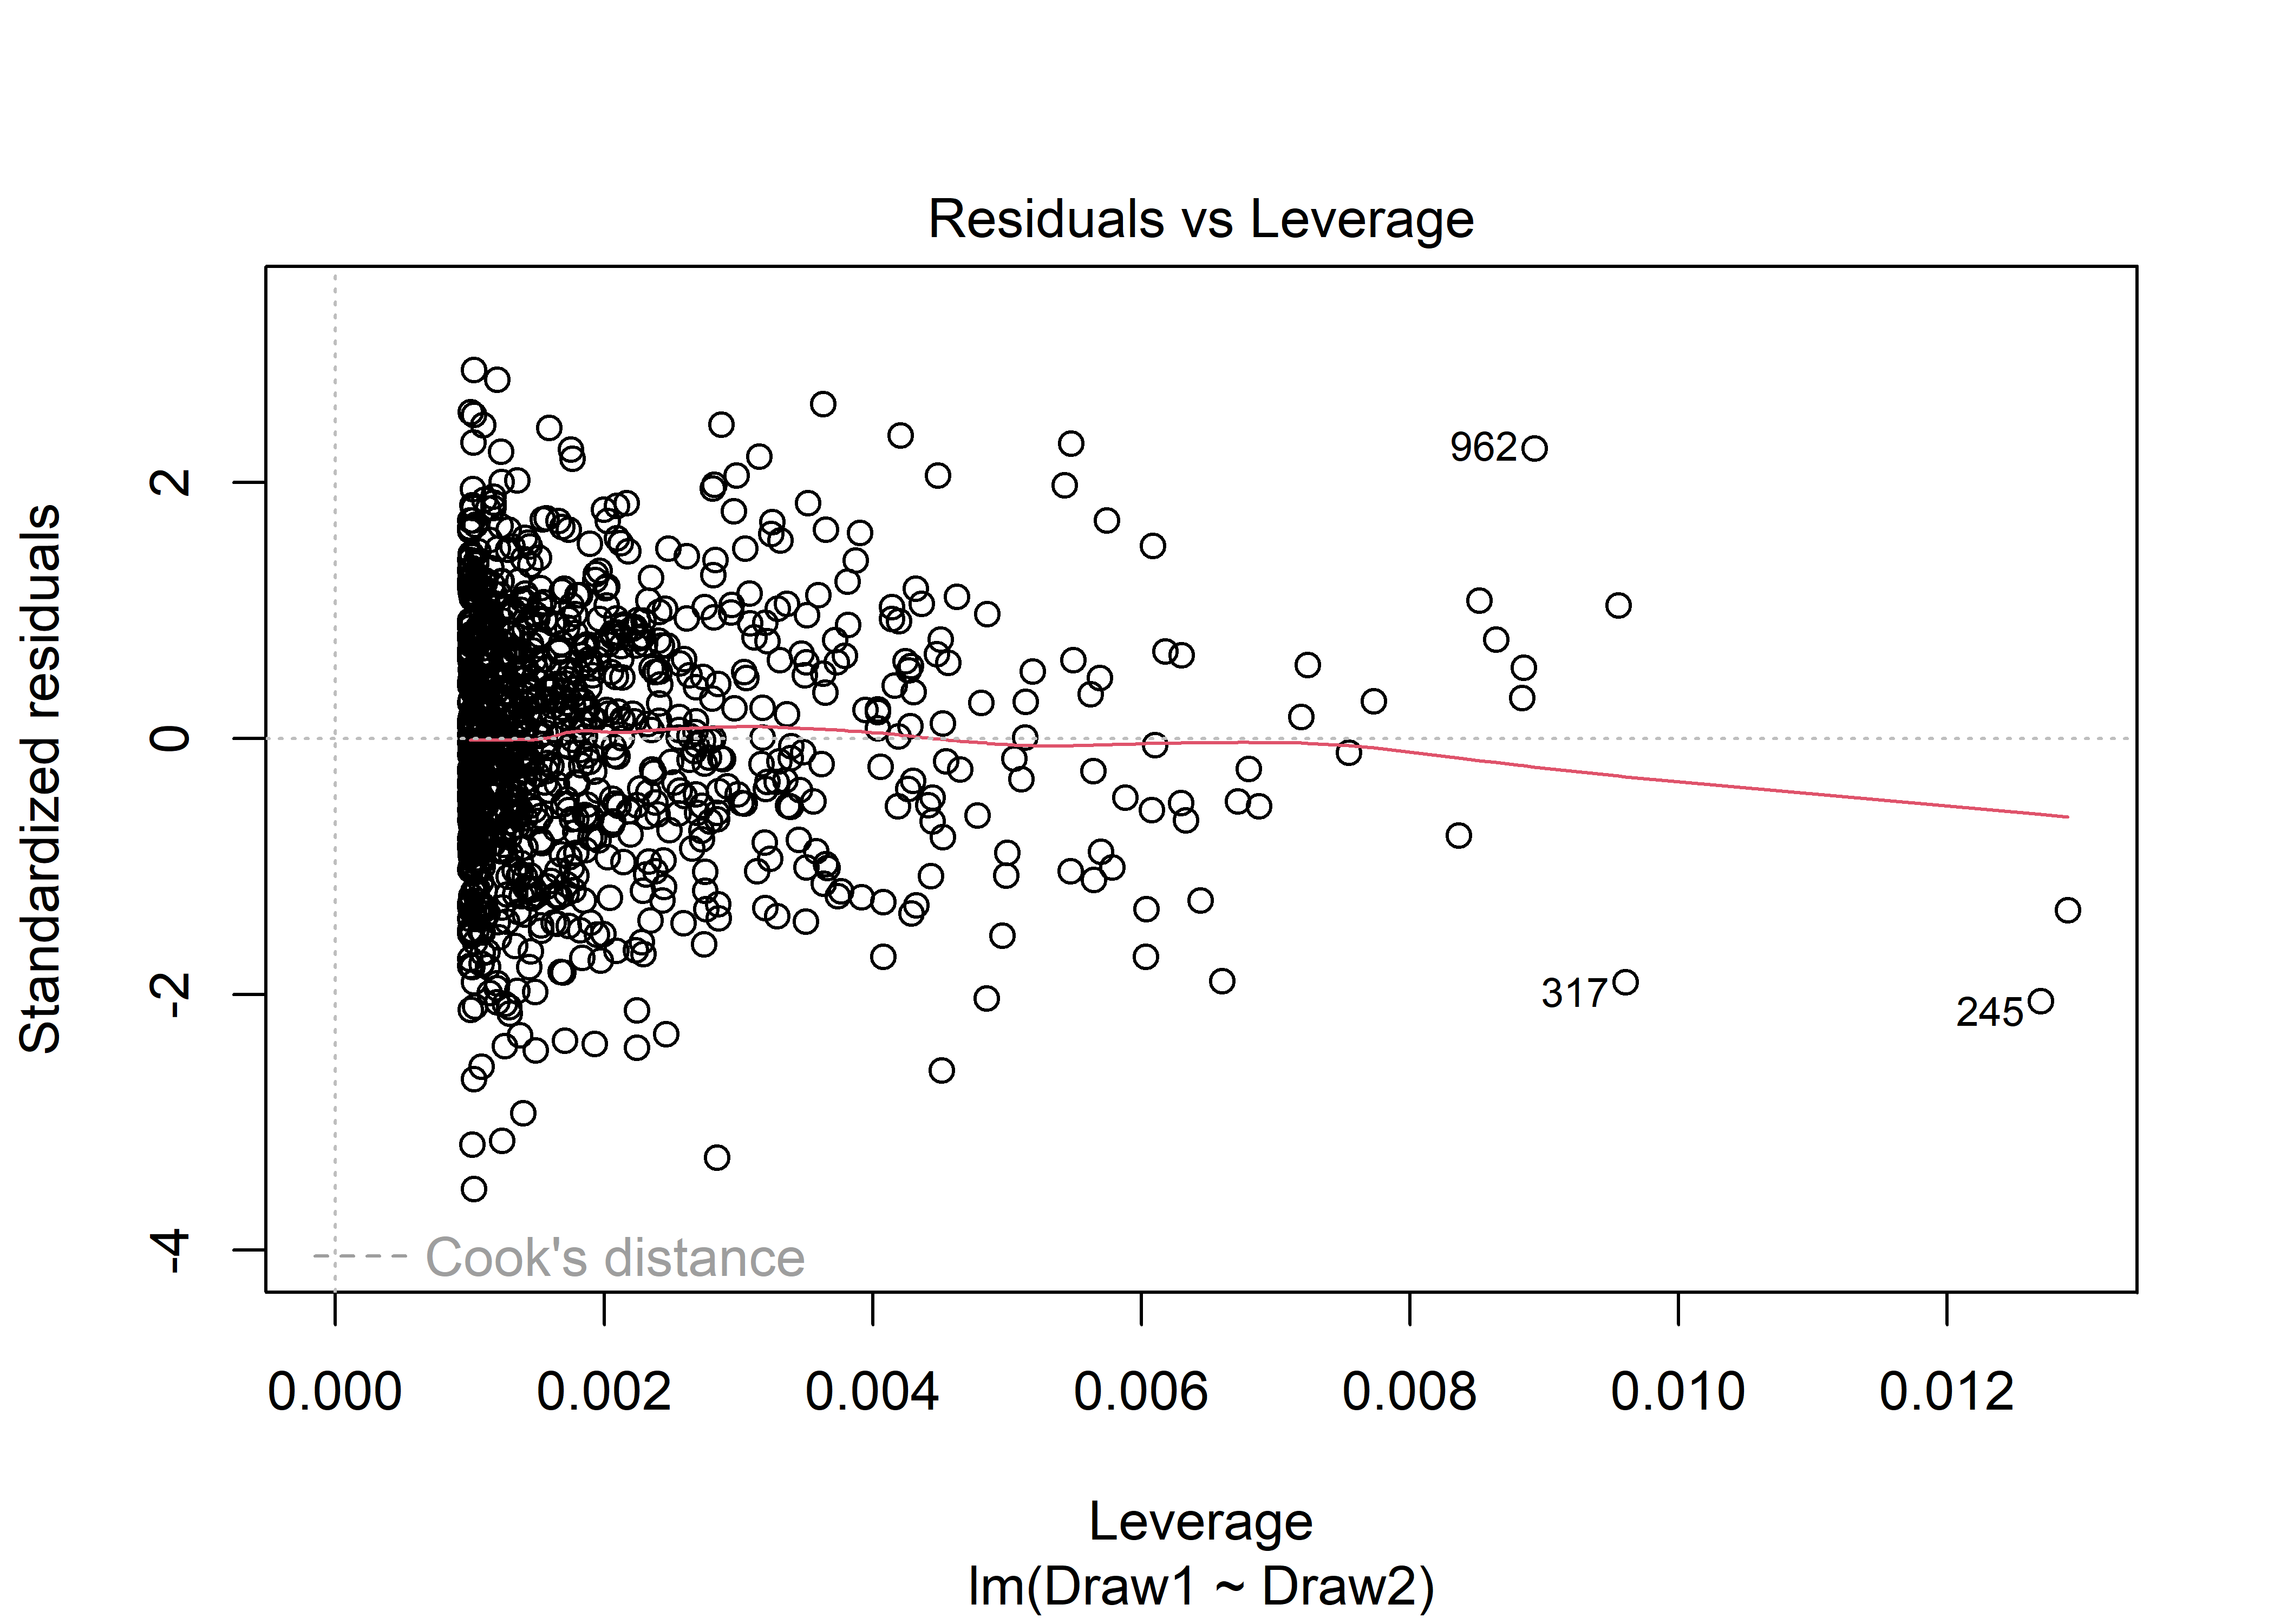 Residuals vs Leverage
Standardized residuals
2
0
-2
-4
962
317
245
Cook's distance
0.000 0.002 0.004 0.006 0.008 0.010 0.012
Leverage
lm(Draw1 ~ Draw2)